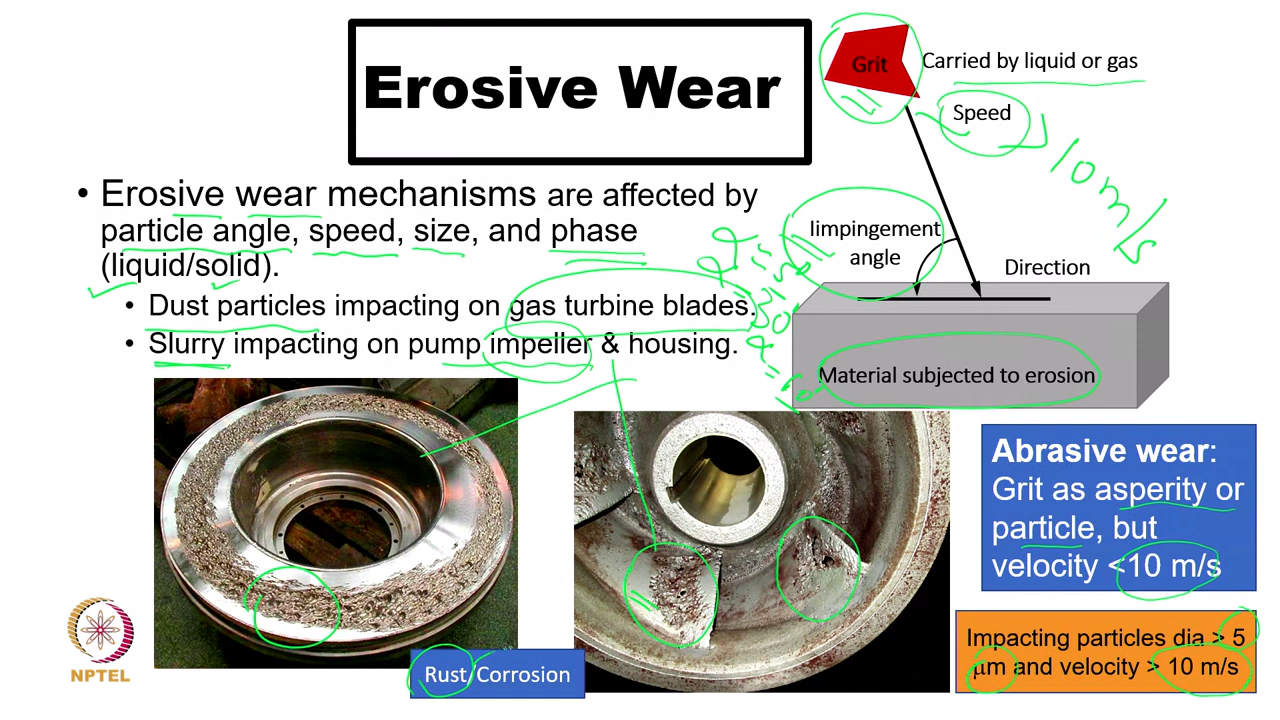 Erosive Wear
Grit
Carried by liquid or gas
Speed
> 10 m/s
• Erosive wear mechanisms are affected by
particle angle, speed, size, and phase
(liquid/solid).
• Dust particles impacting on gas turbine blades.
• Slurry impacting on pump impeller & housing.
Iimpingement
angle
Direction
Material subjected to erosion
Abrasive wear:
Grit as asperity or
particle, but
velocity <10 m/s
Impacting particles dia > 5
µm and velocity > 10 m/s
Rust/Corrosion
NPTEL